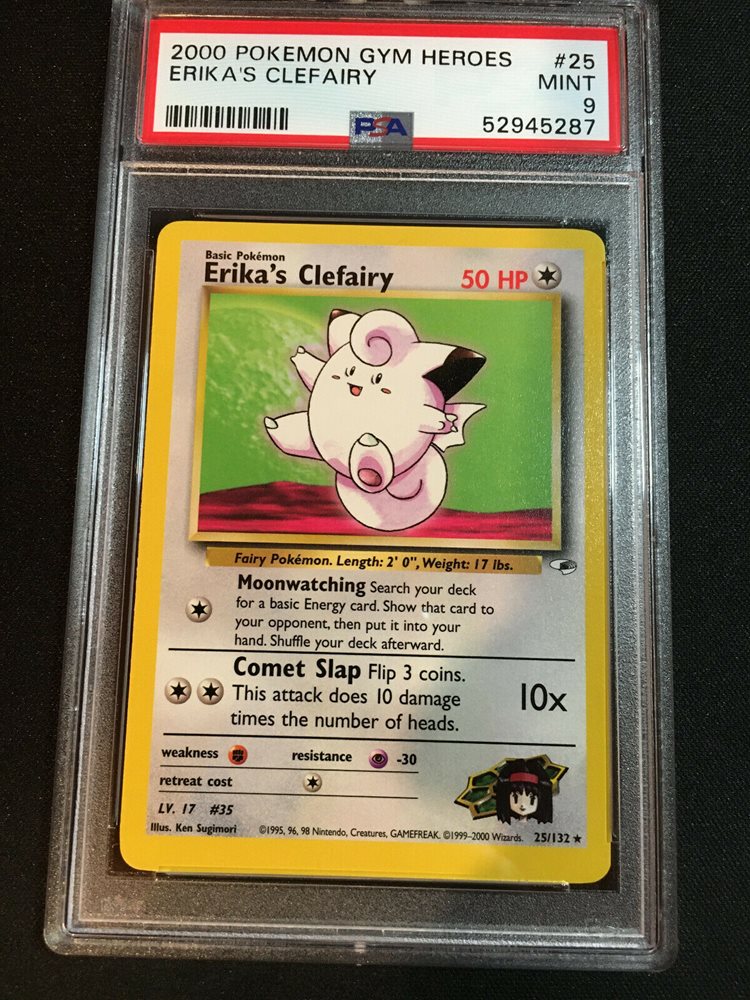 2000 POKEMON GYM HEROES #25
ERIKA'S CLEFAIRY MINT
9
PSA 52945287
Basic Pokémon
Erika's Clefairy 50 HP
Fairy Pokémon. Length: 2' 0", Weight: 17 lbs.
Moonwatching Search your deck
for a basic Energy card. Show that card to
your opponent, then put it into your
hand. Shuffle your deck afterward.
Comet Slap Flip 3 coins.
This attack does 10 damage 10x
times the number of heads.
weakness resistance -30
retreat cost
LV. 17 #35
Illus. Ken Sugimori ©1995, 96, 98 Nintendo, Creatures, GAMEFREAK. ©1999-2000 Wizards. 25/132 ★